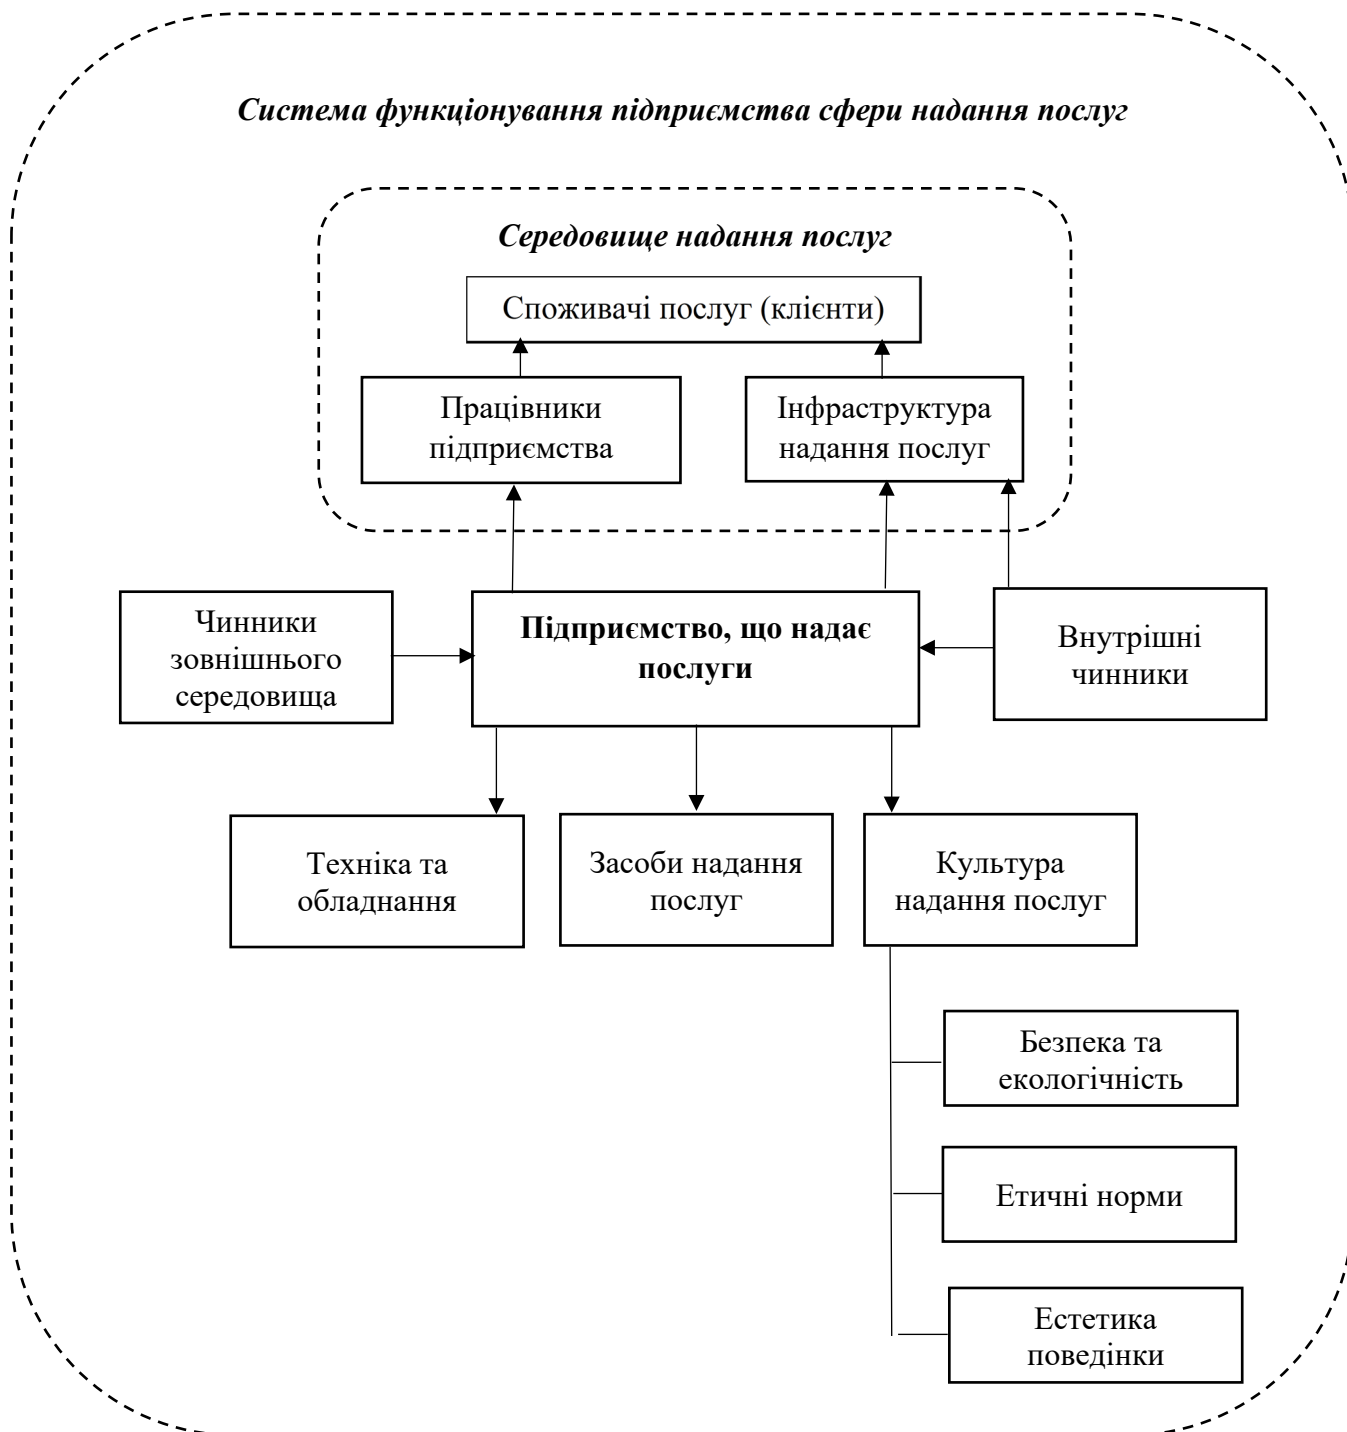 Система функціонування підприємства сфери надання послуг
Середовище надання послуг
Споживачі послуг (клієнти)
Працівники
підприємства
Інфраструктура
надання послуг
Чинники
зовнішнього
середовища
Підприємство, що надає
послуги
Внутрішні
чинники
Техніка та
обладнання
Засоби надання
послуг
Культура
надання послуг
Безпека та
екологічність
Етичні норми
Естетика
поведінки